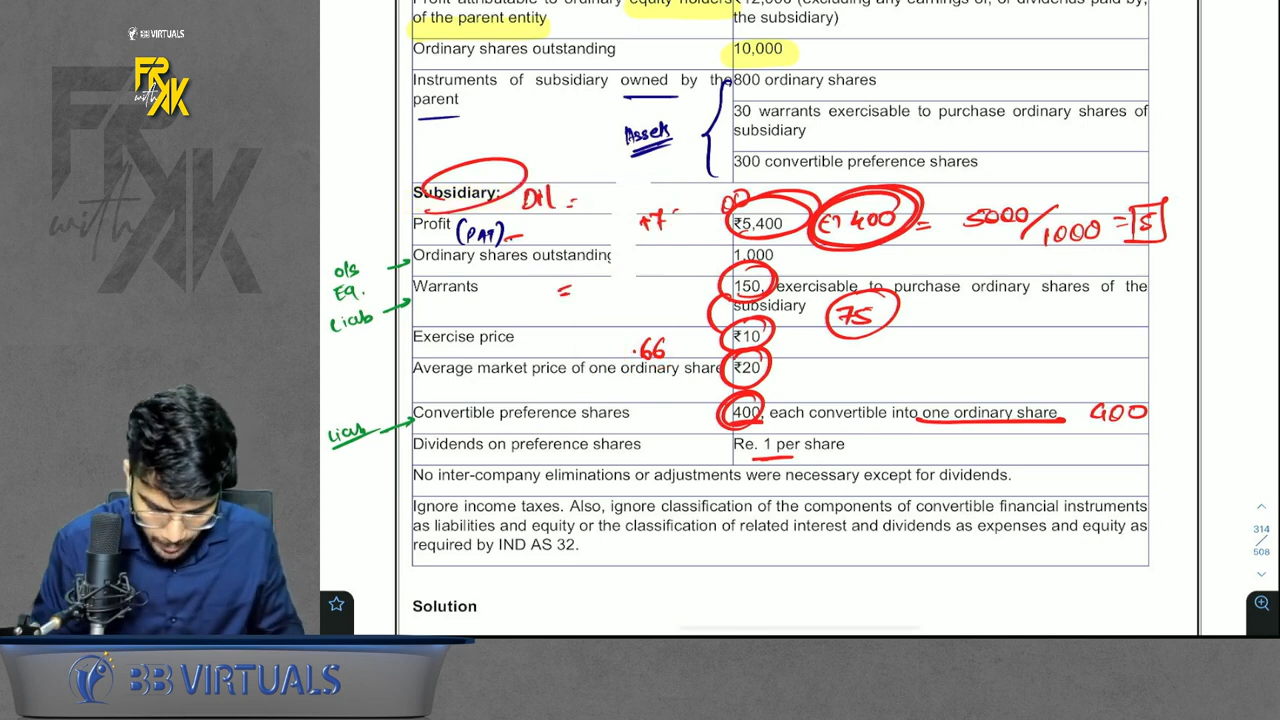 Profit attributable to ordinary equity holders ₹12,000 (excluding any earnings of, or dividends paid by,
of the parent entity the subsidiary)
BB VIRTUALS
FR
with
AK
Ordinary shares outstanding 10,000
Instruments of subsidiary owned by the 800 ordinary shares
parent
30 warrants exercisable to purchase ordinary shares of
subsidiary
Assets
300 convertible preference shares
Subsidiary: Dil =
Profit (PAT) ₹5,400 400 = 5000/1000 = 5
Ordinary shares outstanding 1,000
o/s
Eq.
Warrants = 150, exercisable to purchase ordinary shares of the
subsidiary 75
Liab
Exercise price ₹10
.66
Average market price of one ordinary share ₹20
Convertible preference shares 400, each convertible into one ordinary share 400
Liab
Dividends on preference shares Re. 1 per share
No inter-company eliminations or adjustments were necessary except for dividends.
Ignore income taxes. Also, ignore classification of the components of convertible financial instruments
as liabilities and equity or the classification of related interest and dividends as expenses and equity as
required by IND AS 32.
314
/
508
Solution
BB VIRTUALS